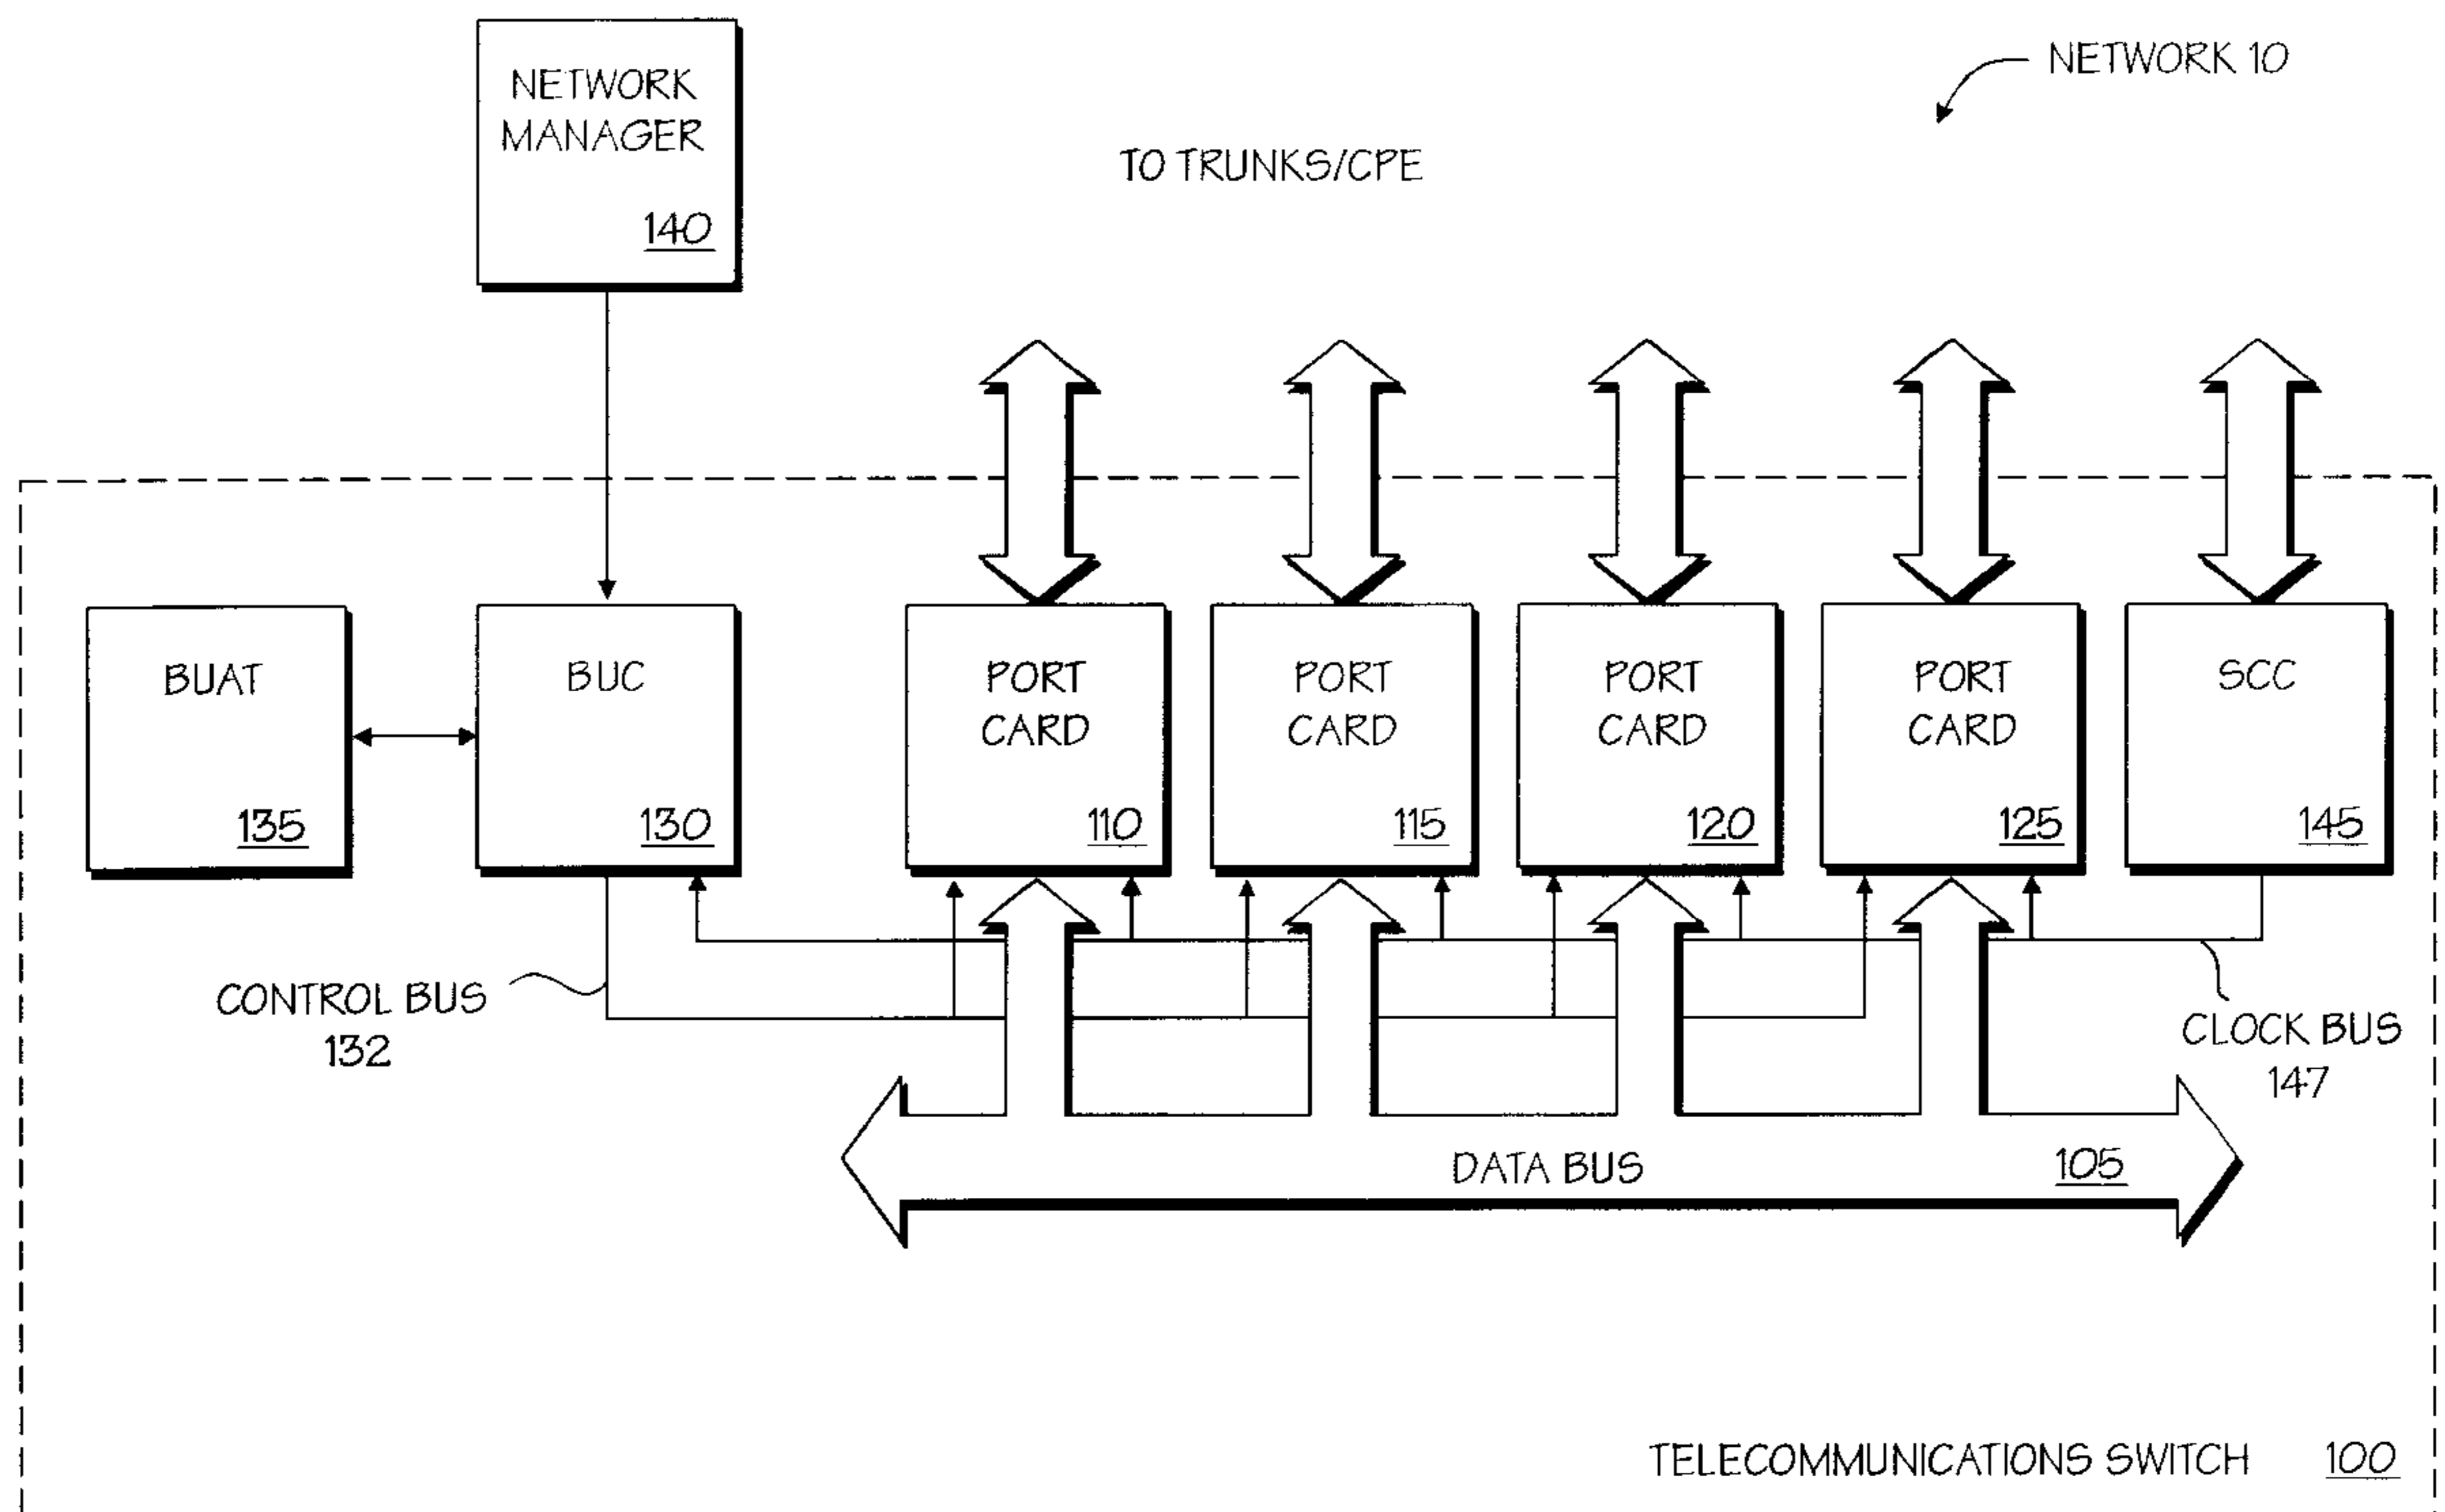 NETWORK 10
NETWORK
MANAGER
140
TO TRUNKS/CPE
BUAT
135
BUC
130
PORT
CARD
110
PORT
CARD
115
PORT
CARD
120
PORT
CARD
125
SCC
145
CONTROL BUS
132
CLOCK BUS
147
DATA BUS 105
TELECOMMUNICATIONS SWITCH 100